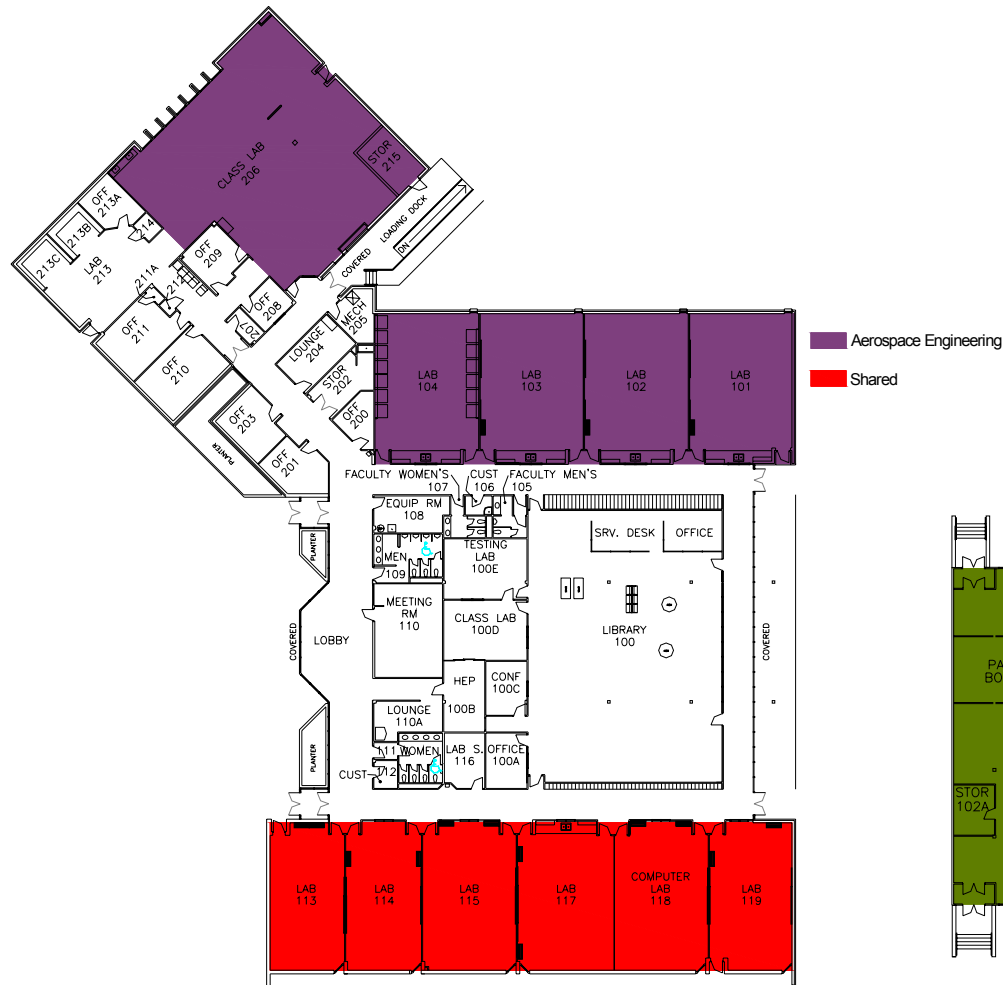 CLASS LAB
206
STOR
215
OFF
213A
213B
214
213C
LAB
213
211A
212
OFF
209
LOADING DOCK
DN
COVERED
OFF
208
207
MECH
205
OFF
211
LOUNGE
204
OFF
210
STOR
202
OFF
200
OFF
203
OFF
201
PLANTER
LAB
104
LAB
103
LAB
102
LAB
101
Aerospace Engineering
Shared
FACULTY WOMEN'S
107
CUST
106
FACULTY MEN'S
105
EQUIP RM
108
PLANTER
MEN
109
TESTING
LAB
100E
SRV. DESK
OFFICE
MEETING
RM
110
CLASS LAB
100D
LIBRARY
100
COVERED
LOBBY
COVERED
HEP
100B
CONF
100C
LOUNGE
110A
PLANTER
111
WOMEN
112
CUST
LAB S.
116
OFFICE
100A
LAB
113
LAB
114
LAB
115
LAB
117
COMPUTER
LAB
118
LAB
119
PA
BO
STOR
102A